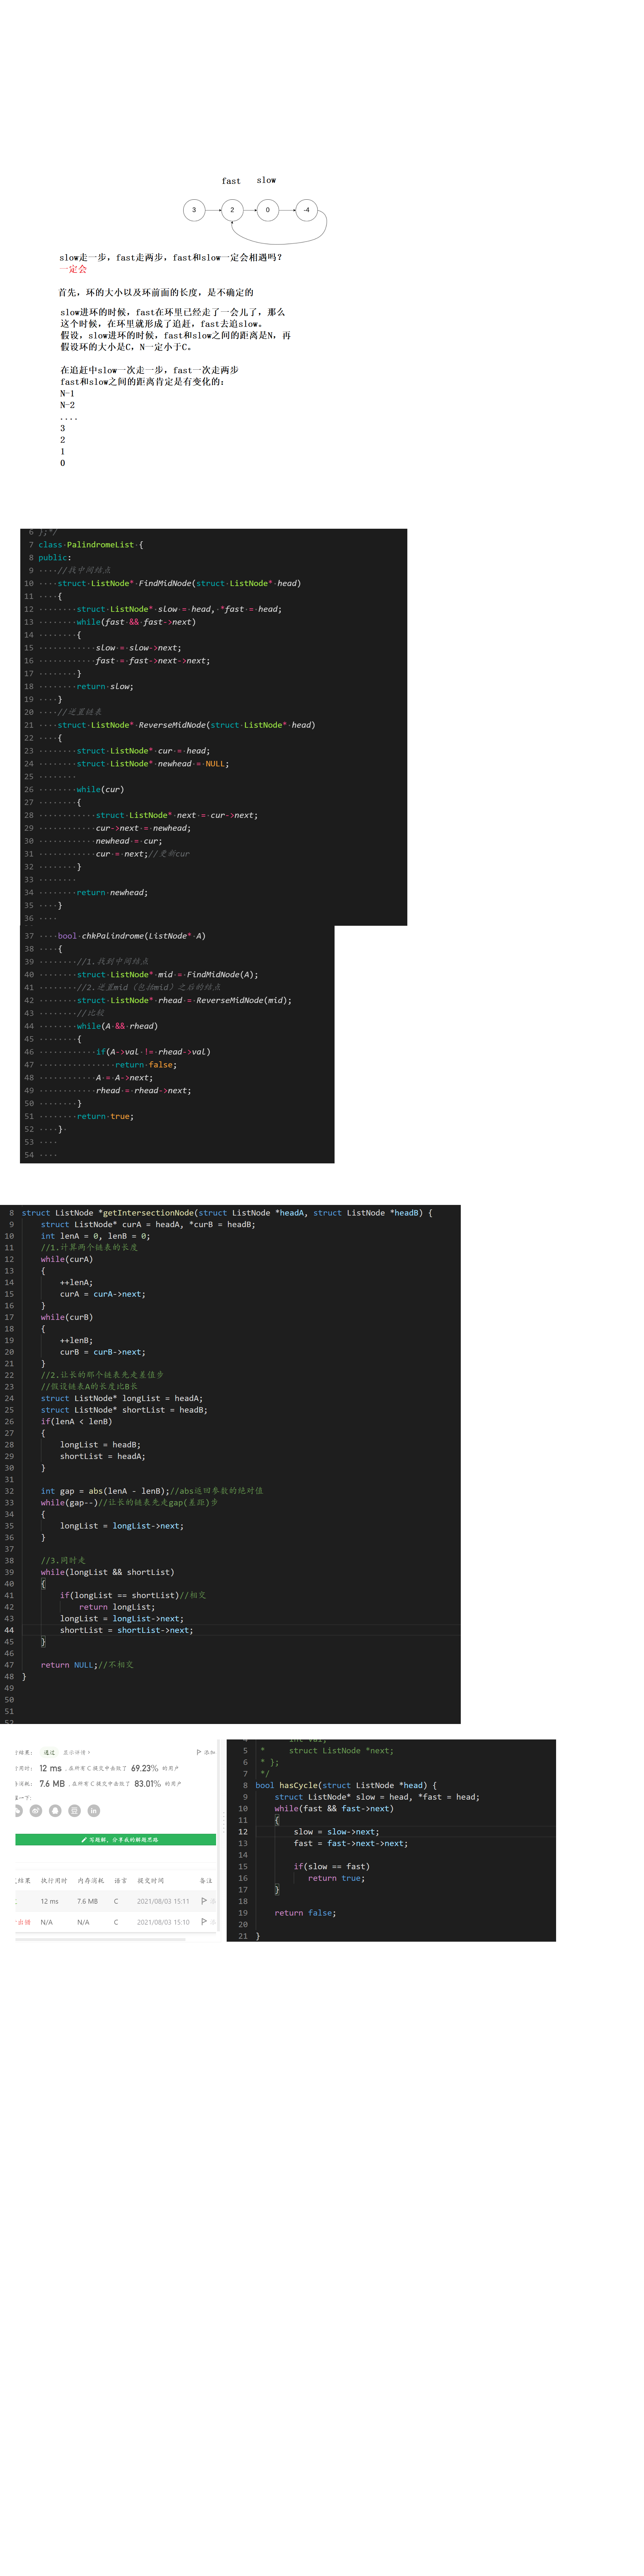 fast slow
3 2 0 -4
slow走一步，fast走两步，fast和slow一定会相遇吗?
一定会
首先，环的大小以及环前面的长度，是不确定的
slow进环的时候，fast在环里已经走了一会儿了，那么
这个时候，在环里就形成了追赶，fast去追slow。
假设，slow进环的时候，fast和slow之间的距离是N，再
假设环的大小是C，N一定小于C。
在追赶中slow一次走一步，fast一次走两步
fast和slow之间的距离肯定是有变化的：
N-1
N-2
....
3
2
1
0
6 };*/
7 class PalindromeList {
8 public:
9 //找中间结点
10 struct ListNode* FindMidNode(struct ListNode* head)
11 {
12 struct ListNode* slow = head, *fast = head;
13 while(fast && fast->next)
14 {
15 slow = slow->next;
16 fast = fast->next->next;
17 }
18 return slow;
19 }
20 //逆置链表
21 struct ListNode* ReverseMidNode(struct ListNode* head)
22 {
23 struct ListNode* cur = head;
24 struct ListNode* newhead = NULL;
25
26 while(cur)
27 {
28 struct ListNode* next = cur->next;
29 cur->next = newhead;
30 newhead = cur;
31 cur = next;//更新cur
32 }
33
34 return newhead;
35 }
36
37 bool chkPalindrome(ListNode* A)
38 {
39 //1.找到中间结点
40 struct ListNode* mid = FindMidNode(A);
41 //2.逆置mid（包括mid）之后的结点
42 struct ListNode* rhead = ReverseMidNode(mid);
43 //比较
44 while(A && rhead)
45 {
46 if(A->val != rhead->val)
47 return false;
48 A = A->next;
49 rhead = rhead->next;
50 }
51 return true;
52 }
53
54
8 struct ListNode *getIntersectionNode(struct ListNode *headA, struct ListNode *headB) {
9 struct ListNode* curA = headA, *curB = headB;
10 int lenA = 0, lenB = 0;
11 //1.计算两个链表的长度
12 while(curA)
13 {
14 ++lenA;
15 curA = curA->next;
16 }
17 while(curB)
18 {
19 ++lenB;
20 curB = curB->next;
21 }
22 //2.让长的那个链表先走差值步
23 //假设链表A的长度比B长
24 struct ListNode* longList = headA;
25 struct ListNode* shortList = headB;
26 if(lenA < lenB)
27 {
28 longList = headB;
29 shortList = headA;
30 }
31
32 int gap = abs(lenA - lenB);//abs返回参数的绝对值
33 while(gap--)//让长的链表先走gap(差距)步
34 {
35 longList = longList->next;
36 }
37
38 //3.同时走
39 while(longList && shortList)
40 {
41 if(longList == shortList)//相交
42 return longList;
43 longList = longList->next;
44 shortList = shortList->next;
45 }
46
47 return NULL;//不相交
48 }
49
50
51
52
结果： 通过 显示详情 > 添加
用时： 12 ms , 在所有 C 提交中击败了 69.23% 的用户
消耗： 7.6 MB , 在所有 C 提交中击败了 83.01% 的用户
一下:
写题解，分享我的解题思路
结果 执行用时 内存消耗 语言 提交时间 备注
12 ms 7.6 MB C 2021/08/03 15:11
出错 N/A N/A C 2021/08/03 15:10
4 int val;
5 * struct ListNode *next;
6 * };
7 */
8 bool hasCycle(struct ListNode *head) {
9 struct ListNode* slow = head, *fast = head;
10 while(fast && fast->next)
11 {
12 slow = slow->next;
13 fast = fast->next->next;
14
15 if(slow == fast)
16 return true;
17 }
18
19 return false;
20
21 }